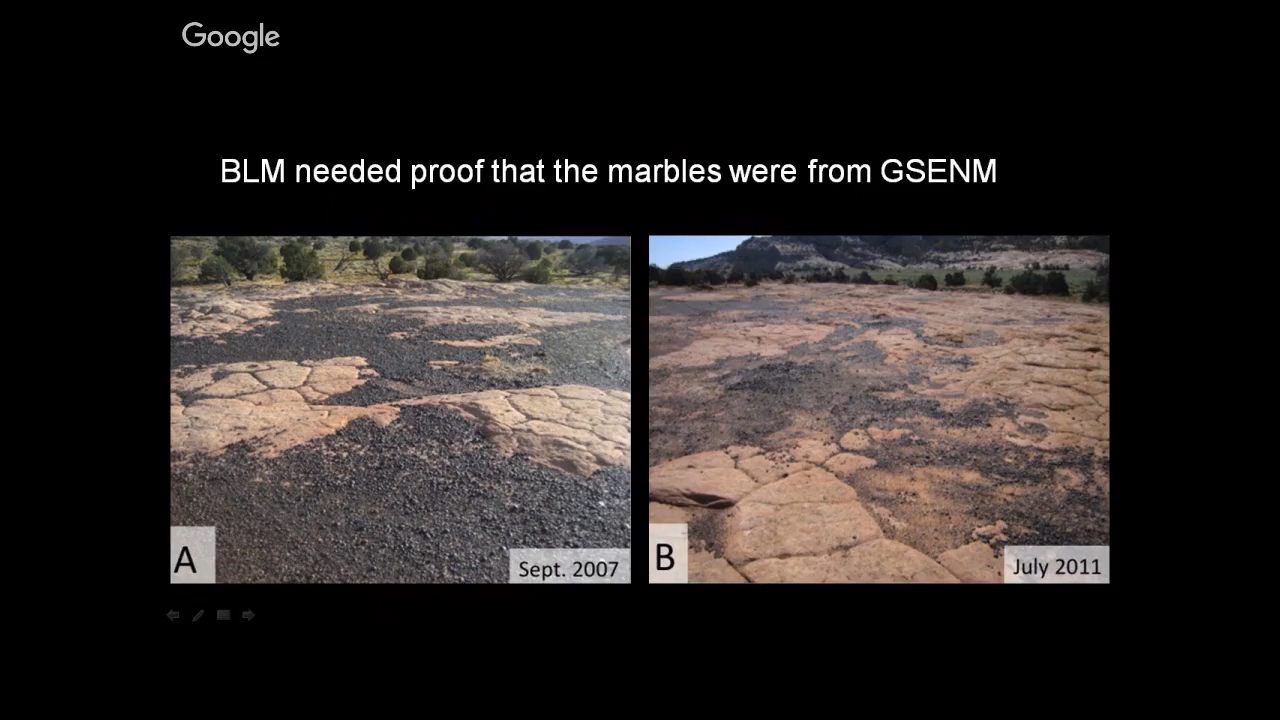 Google
BLM needed proof that the marbles were from GSENM
A
Sept. 2007
B
July 2011